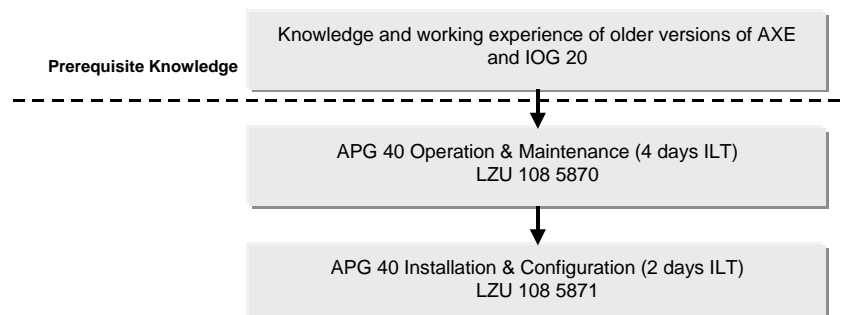 Knowledge and working experience of older versions of AXE
and IOG 20
Prerequisite Knowledge
APG 40 Operation & Maintenance (4 days ILT)
LZU 108 5870
APG 40 Installation & Configuration (2 days ILT)
LZU 108 5871